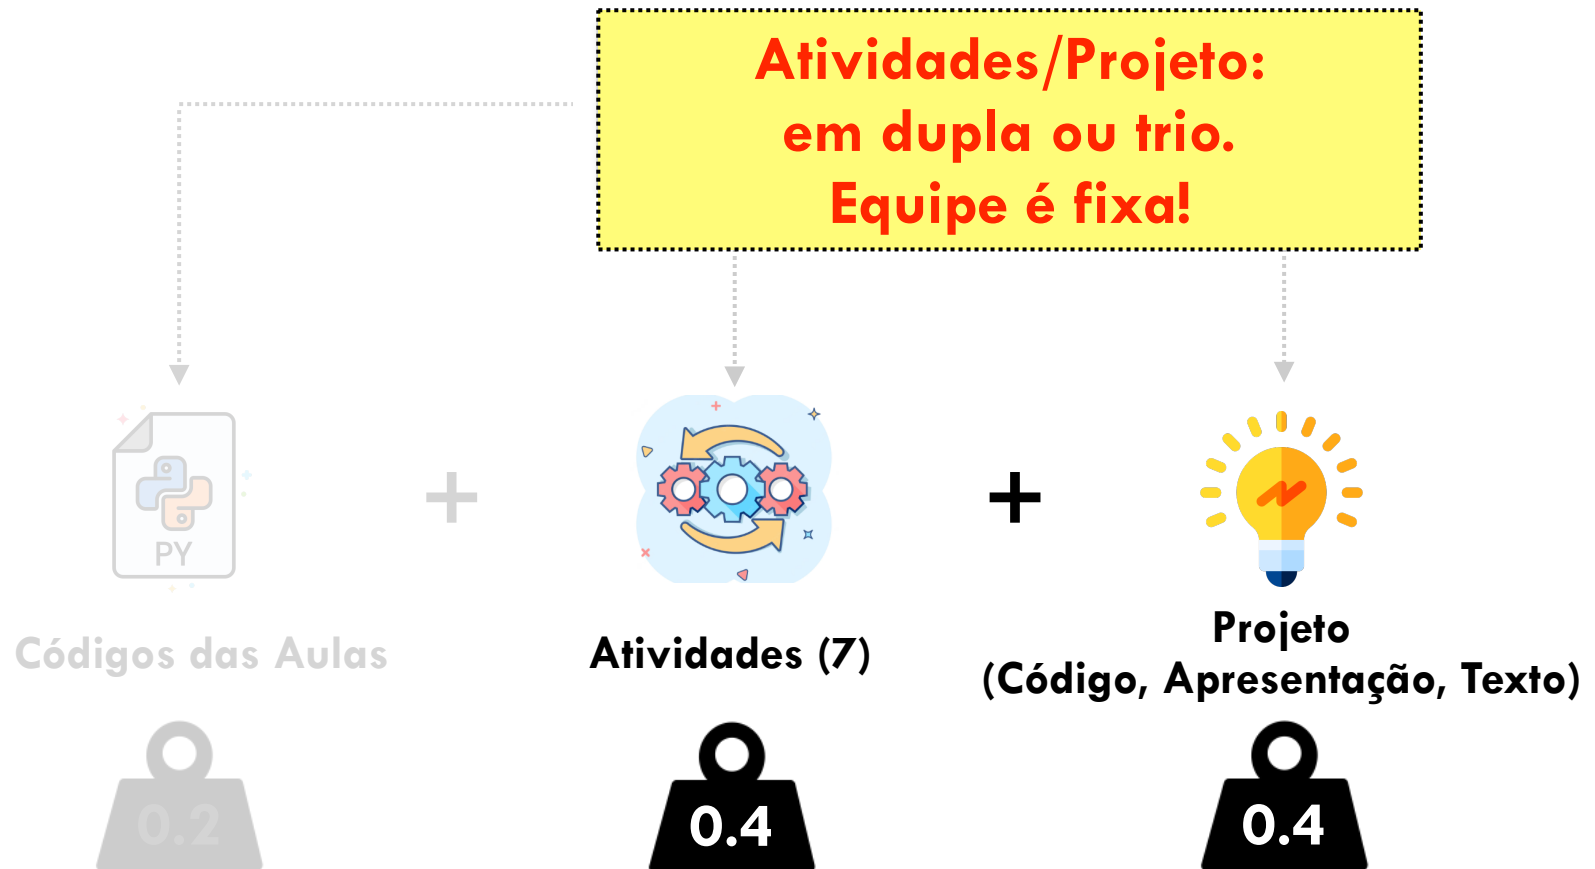 Atividades/Projeto:
em dupla ou trio.
Equipe é fixa!
PY
+
+
Códigos das Aulas
Atividades (7)
Projeto
(Código, Apresentação, Texto)
0.2
0.4
0.4